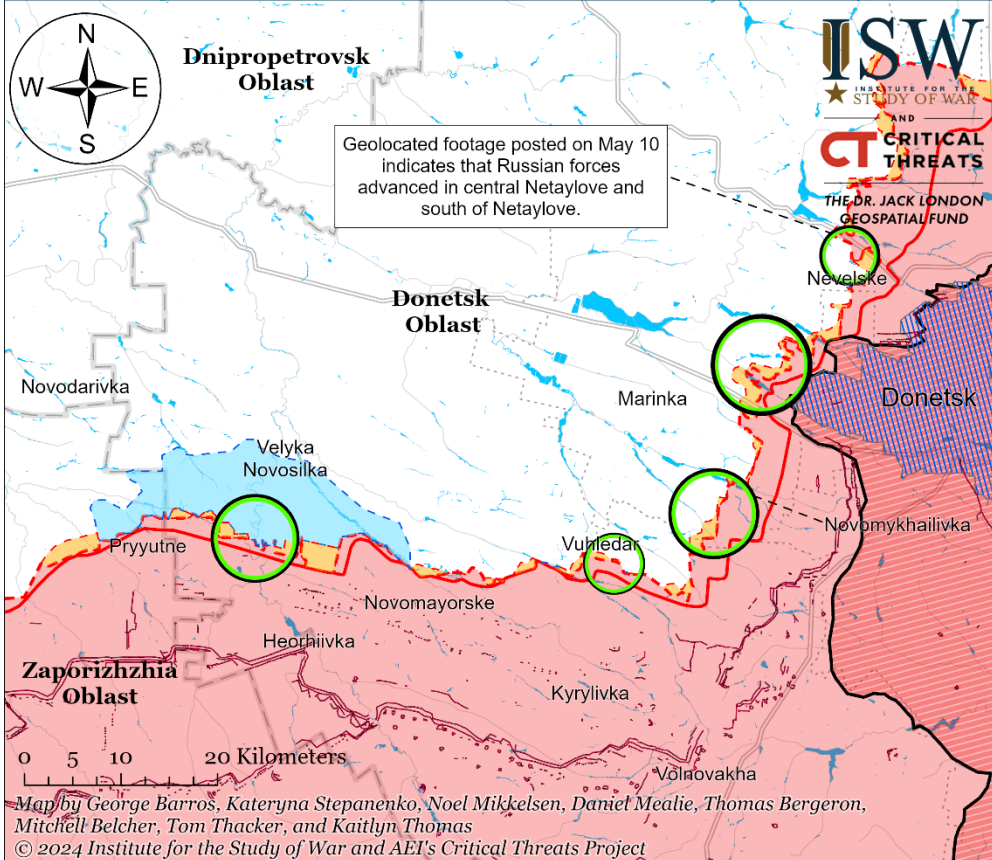 N
W
E
S
Dnipropetrovsk
Oblast
ISW
INSTITUTE FOR THE
STUDY OF WAR
AND
CT CRITICAL
THREATS
THE DR. JACK LONDON
GEOSPATIAL FUND
Geolocated footage posted on May 10
indicates that Russian forces
advanced in central Netaylove and
south of Netaylove.
Nevelske
Donetsk
Oblast
Novodarivka
Marinka
Donetsk
Velyka
Novosilka
Novomykhailivka
Pryyutne
Vuhledar
Novomayorske
Heorhiivka
Zaporizhzhia
Oblast
Kyrylivka
Volnovakha
0 5 10 20 Kilometers
Map by George Barros, Kateryna Stepanenko, Noel Mikkelsen, Daniel Mealie, Thomas Bergeron,
Mitchell Belcher, Tom Thacker, and Kaitlyn Thomas
© 2024 Institute for the Study of War and AEI's Critical Threats Project